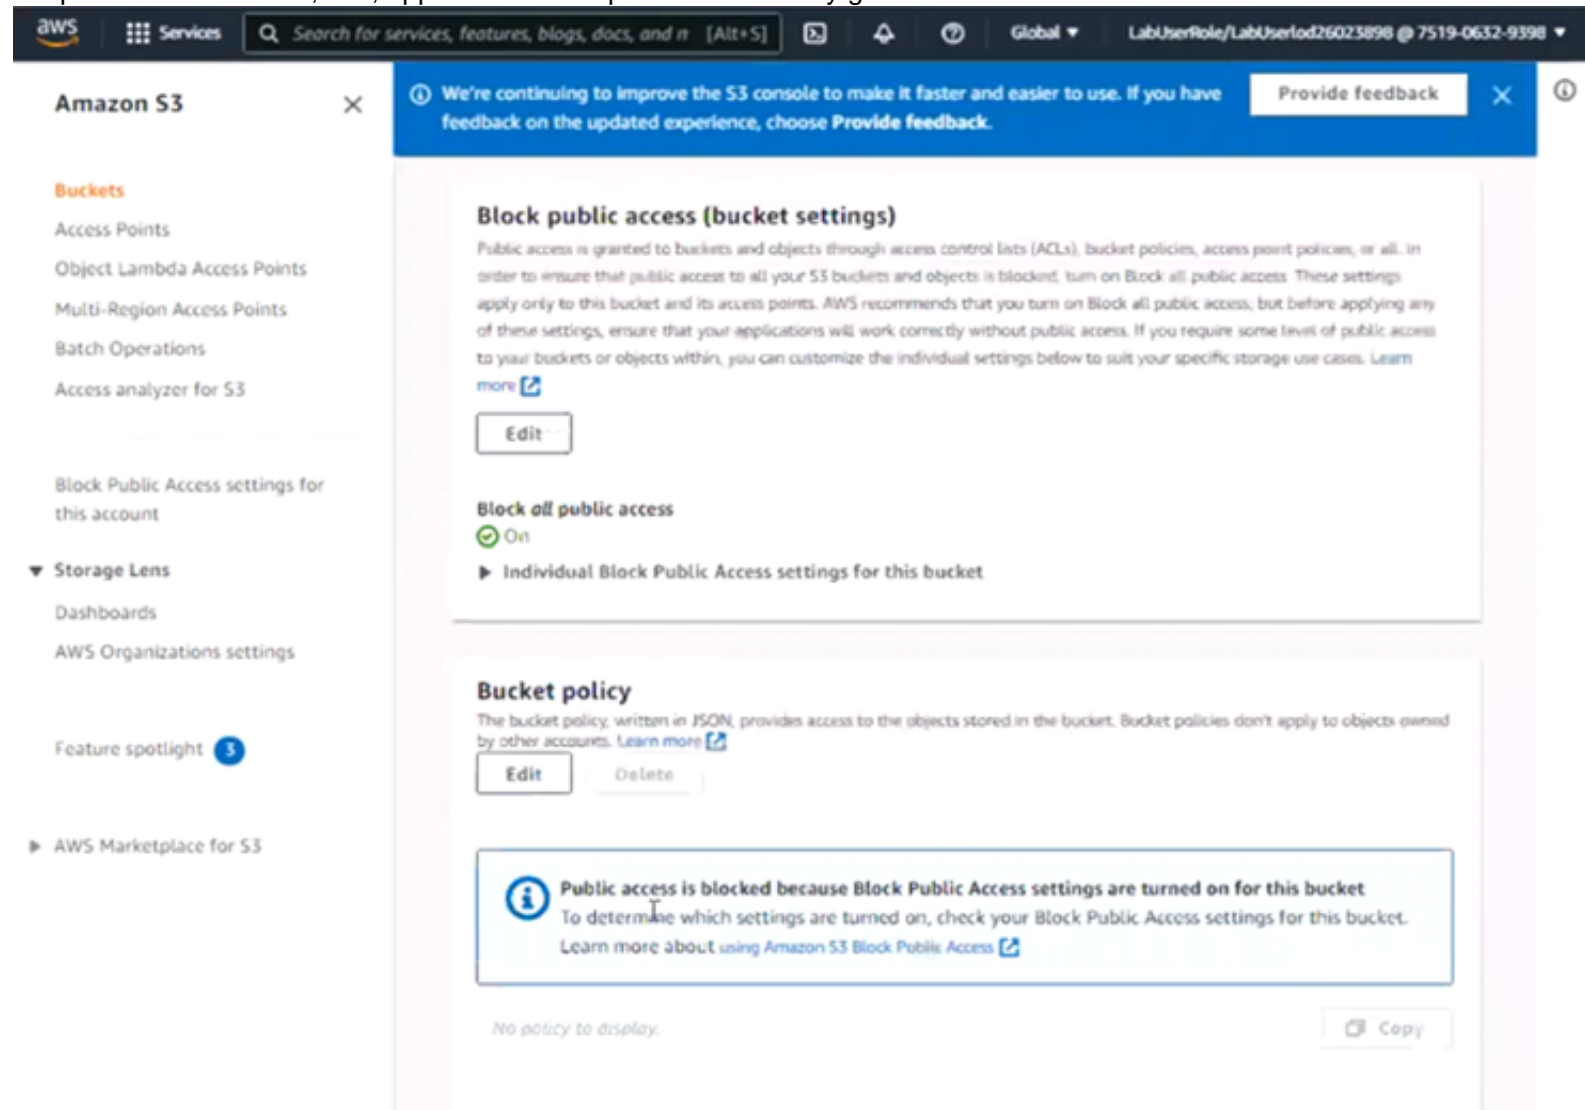 aws Services Search for services, features, blogs, docs, and n [Alt+S] Global LabUserRole/LabUserlod26023898 @ 7519-0632-9398
Amazon S3
We're continuing to improve the S3 console to make it faster and easier to use. If you have
feedback on the updated experience, choose Provide feedback.
Provide feedback
Buckets
Access Points
Object Lambda Access Points
Multi-Region Access Points
Batch Operations
Access analyzer for S3
Block Public Access settings for
this account
Storage Lens
Dashboards
AWS Organizations settings
Feature spotlight 3
AWS Marketplace for S3
Block public access (bucket settings)
Public access is granted to buckets and objects through access control lists (ACLs), bucket policies, access point policies, or all. In
order to ensure that public access to all your S3 buckets and objects is blocked, turn on Block all public access. These settings
apply only to this bucket and its access points. AWS recommends that you turn on Block all public access, but before applying any
of these settings, ensure that your applications will work correctly without public access. If you require some level of public access
to your buckets or objects within, you can customize the individual settings below to suit your specific storage use cases. Learn
more
Edit
Block all public access
On
Individual Block Public Access settings for this bucket
Bucket policy
The bucket policy, written in JSON, provides access to the objects stored in the bucket. Bucket policies don't apply to objects owned
by other accounts. Learn more
Edit Delete
Public access is blocked because Block Public Access settings are turned on for this bucket
To determine which settings are turned on, check your Block Public Access settings for this bucket.
Learn more about using Amazon S3 Block Public Access
No policy to display.
Copy